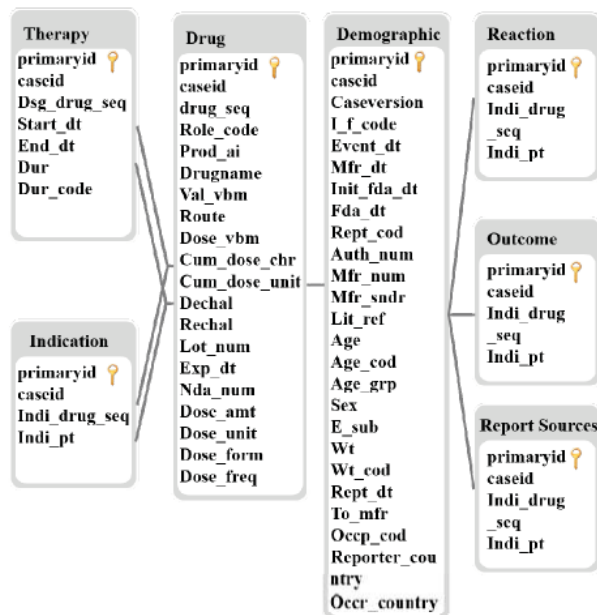 Therapy
primaryid
caseid
Dsg_drug_seq
Start_dt
End_dt
Dur
Dur_code
Indication
primaryid
caseid
Indi_drug_seq
Indi_pt
Drug
primaryid
caseid
drug_seq
Role_code
Prod_ai
Drugname
Val_vbm
Route
Dose_vbm
Cum_dose_chr
Cum_dose_unit
Dechal
Rechal
Lot_num
Exp_dt
Nda_num
Dose_amt
Dose_unit
Dose_form
Dose_freq
Demographic
primaryid
caseid
Caseversion
I_f_code
Event_dt
Mfr_dt
Init_fda_dt
Fda_dt
Rept_cod
Auth_num
Mfr_num
Mfr_sndr
Lit_ref
Age
Age_cod
Age_grp
Sex
E_sub
Wt
Wt_cod
Rept_dt
To_mfr
Occp_cod
Reporter_cou
ntry
Occr_country
Reaction
primaryid
caseid
Indi_drug
_seq
Indi_pt
Outcome
primaryid
caseid
Indi_drug
_seq
Indi_pt
Report Sources
primaryid
caseid
Indi_drug
_seq
Indi_pt